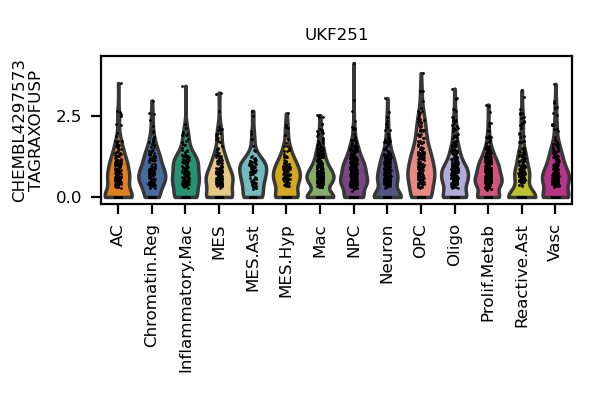 UKF251
CHEMBL4297573
TAGRAXOFUSP
2.5
0.0
AC
Chromatin.Reg
Inflammatory.Mac
MES
MES.Ast
MES.Hyp
Mac
NPC
Neuron
OPC
Oligo
Prolif.Metab
Reactive.Ast
Vasc